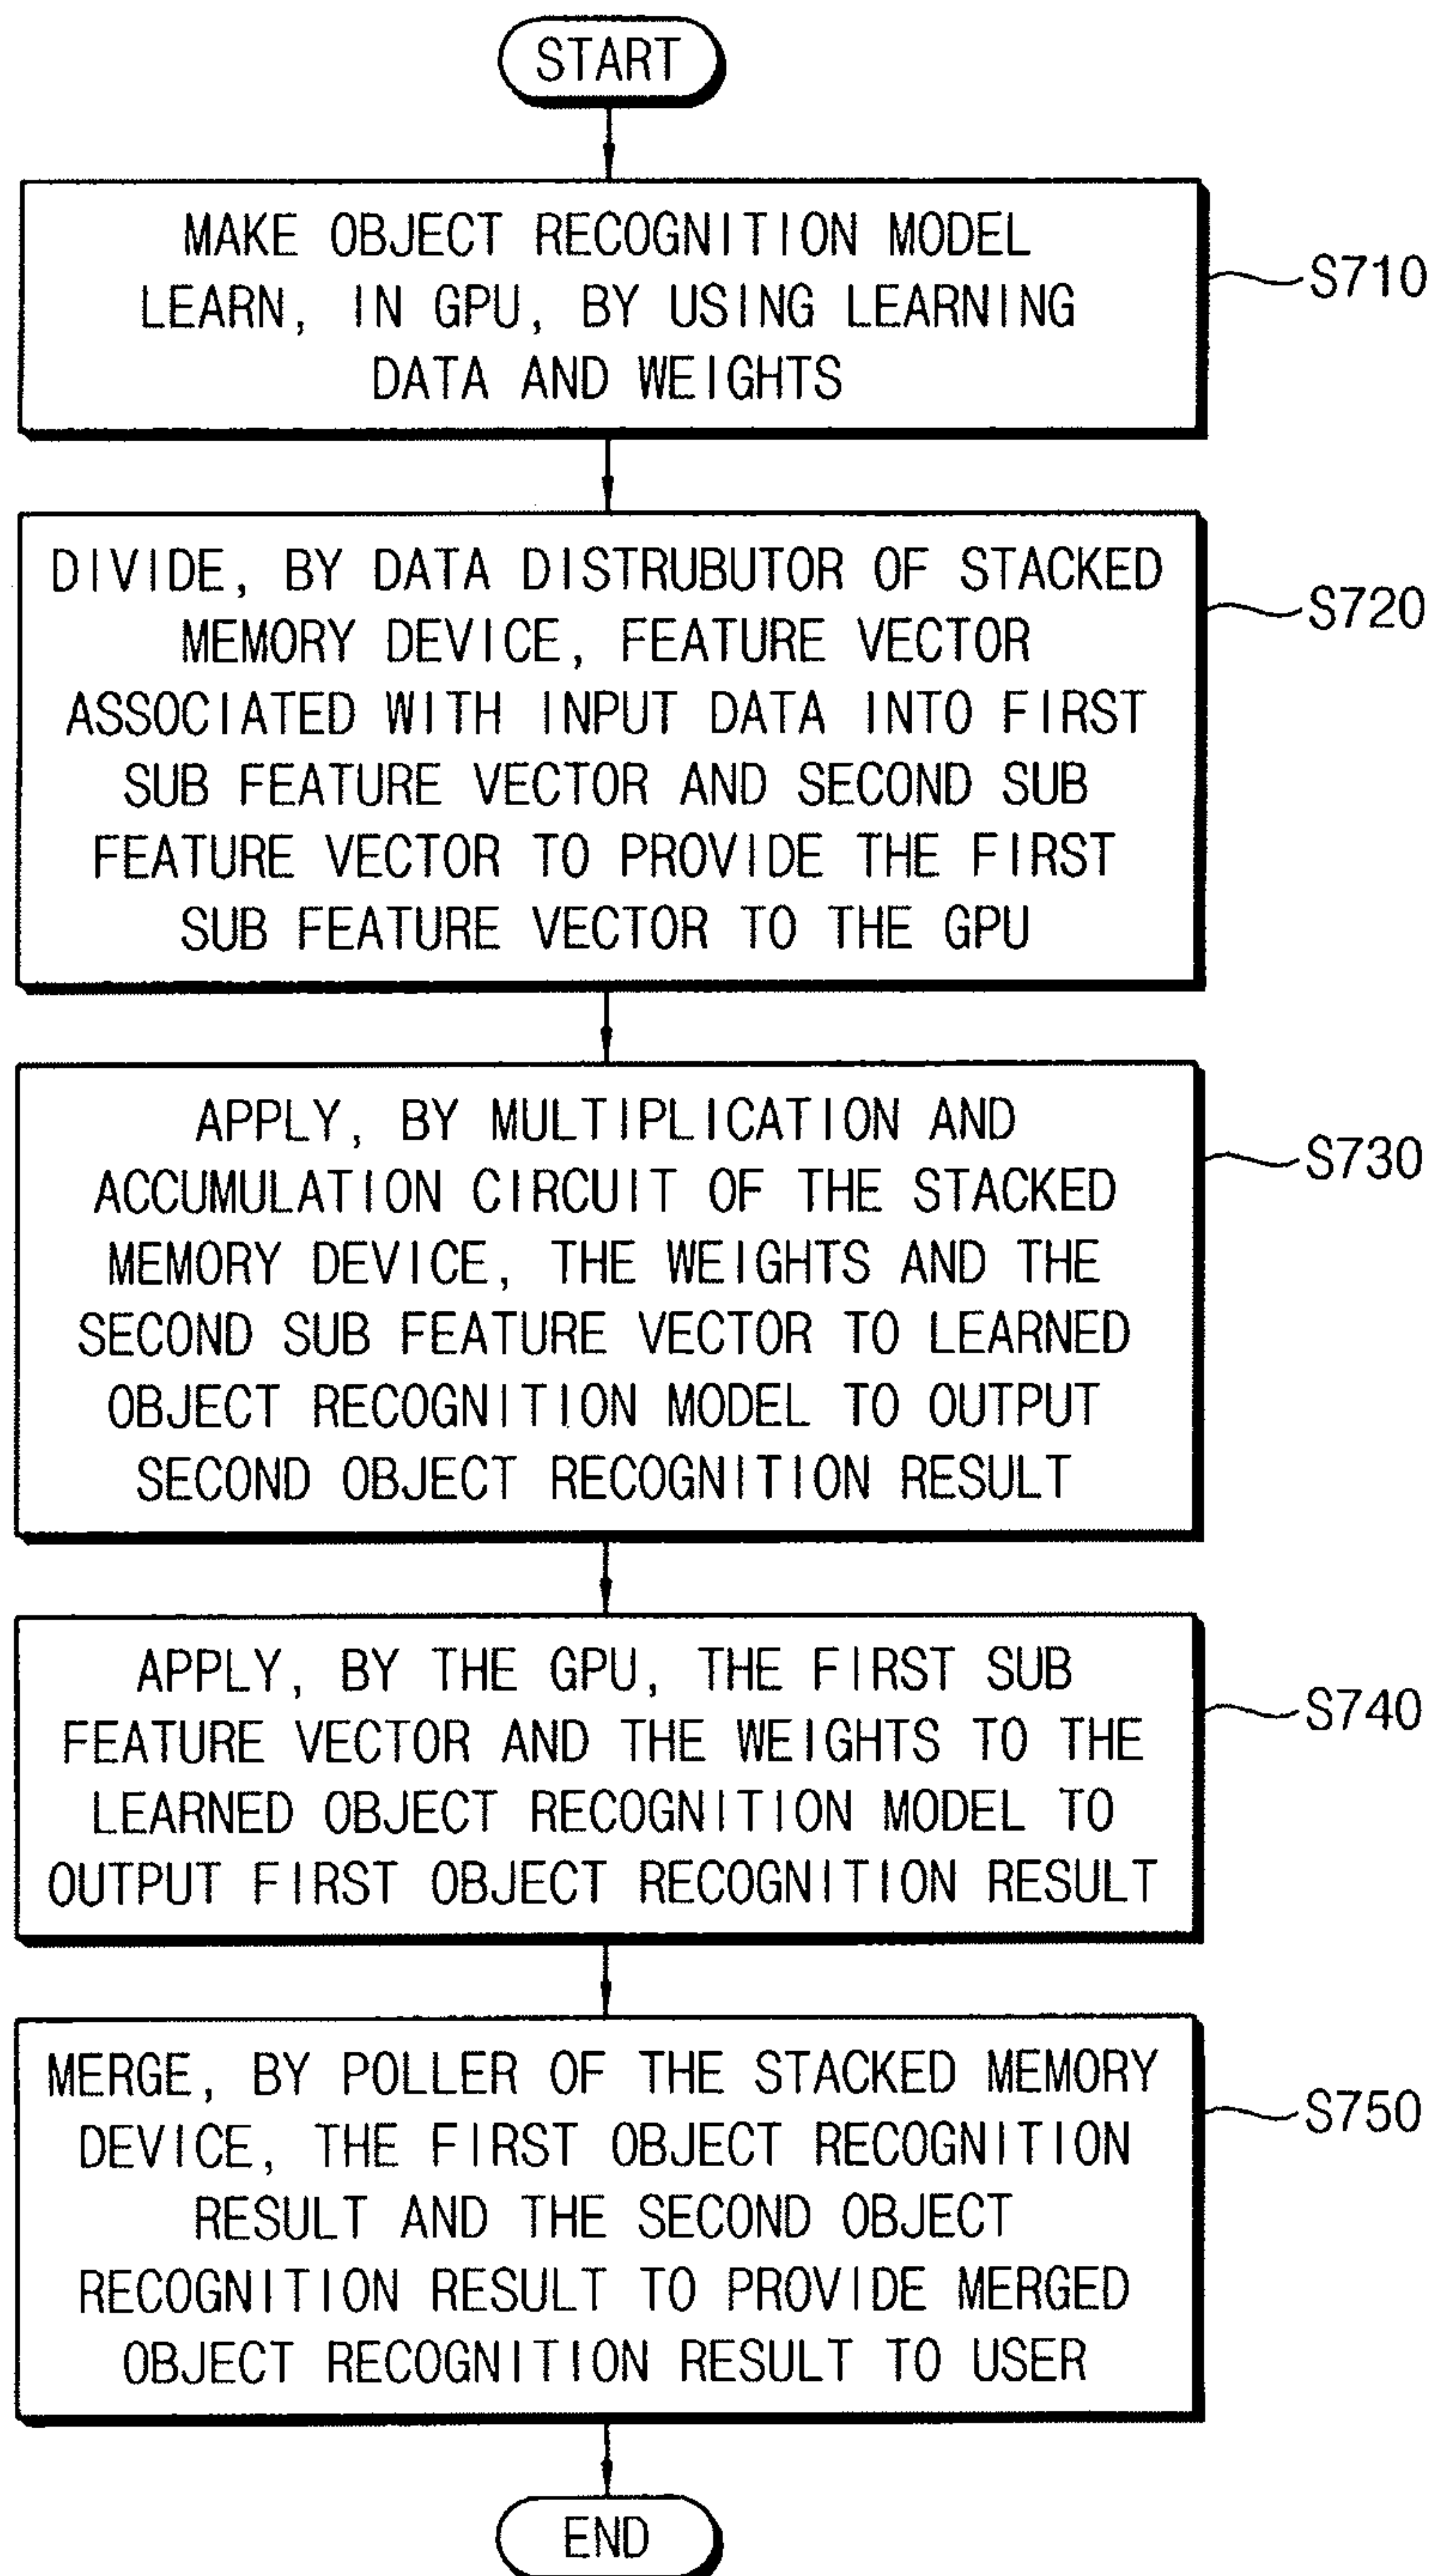 START
MAKE OBJECT RECOGNITION MODEL
LEARN, IN GPU, BY USING LEARNING
DATA AND WEIGHTS
S710
DIVIDE, BY DATA DISTRUBUTOR OF STACKED
MEMORY DEVICE, FEATURE VECTOR
ASSOCIATED WITH INPUT DATA INTO FIRST
SUB FEATURE VECTOR AND SECOND SUB
FEATURE VECTOR TO PROVIDE THE FIRST
SUB FEATURE VECTOR TO THE GPU
S720
APPLY, BY MULTIPLICATION AND
ACCUMULATION CIRCUIT OF THE STACKED
MEMORY DEVICE, THE WEIGHTS AND THE
SECOND SUB FEATURE VECTOR TO LEARNED
OBJECT RECOGNITION MODEL TO OUTPUT
SECOND OBJECT RECOGNITION RESULT
S730
APPLY, BY THE GPU, THE FIRST SUB
FEATURE VECTOR AND THE WEIGHTS TO THE
LEARNED OBJECT RECOGNITION MODEL TO
OUTPUT FIRST OBJECT RECOGNITION RESULT
S740
MERGE, BY POLLER OF THE STACKED MEMORY
DEVICE, THE FIRST OBJECT RECOGNITION
RESULT AND THE SECOND OBJECT
RECOGNITION RESULT TO PROVIDE MERGED
OBJECT RECOGNITION RESULT TO USER
S750
END